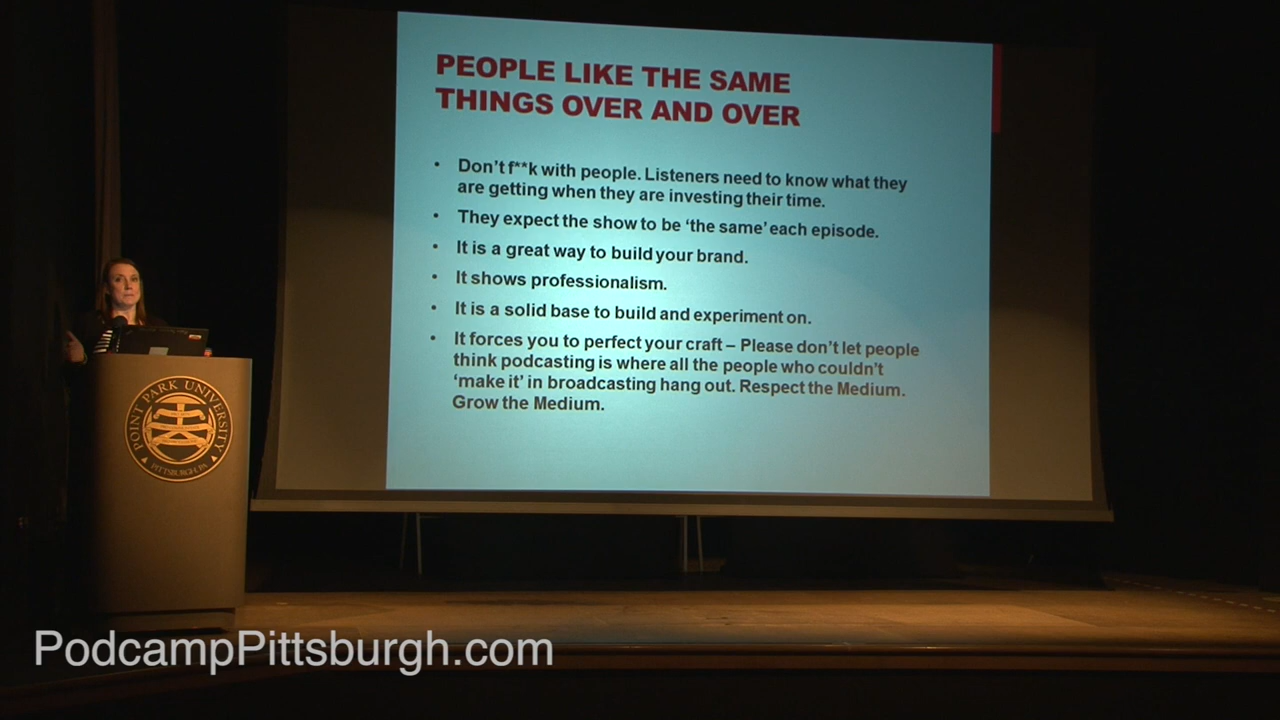 PEOPLE LIKE THE SAME
THINGS OVER AND OVER
• Don't f**k with people. Listeners need to know what they
are getting when they are investing their time.
• They expect the show to be 'the same' each episode.
• It is a great way to build your brand.
• It shows professionalism.
• It is a solid base to build and experiment on.
• It forces you to perfect your craft – Please don't let people
think podcasting is where all the people who couldn't
'make it' in broadcasting hang out. Respect the Medium.
Grow the Medium.
POINT PARK UNIVERSITY
PITTSBURGH, PA
PodcampPittsburgh.com